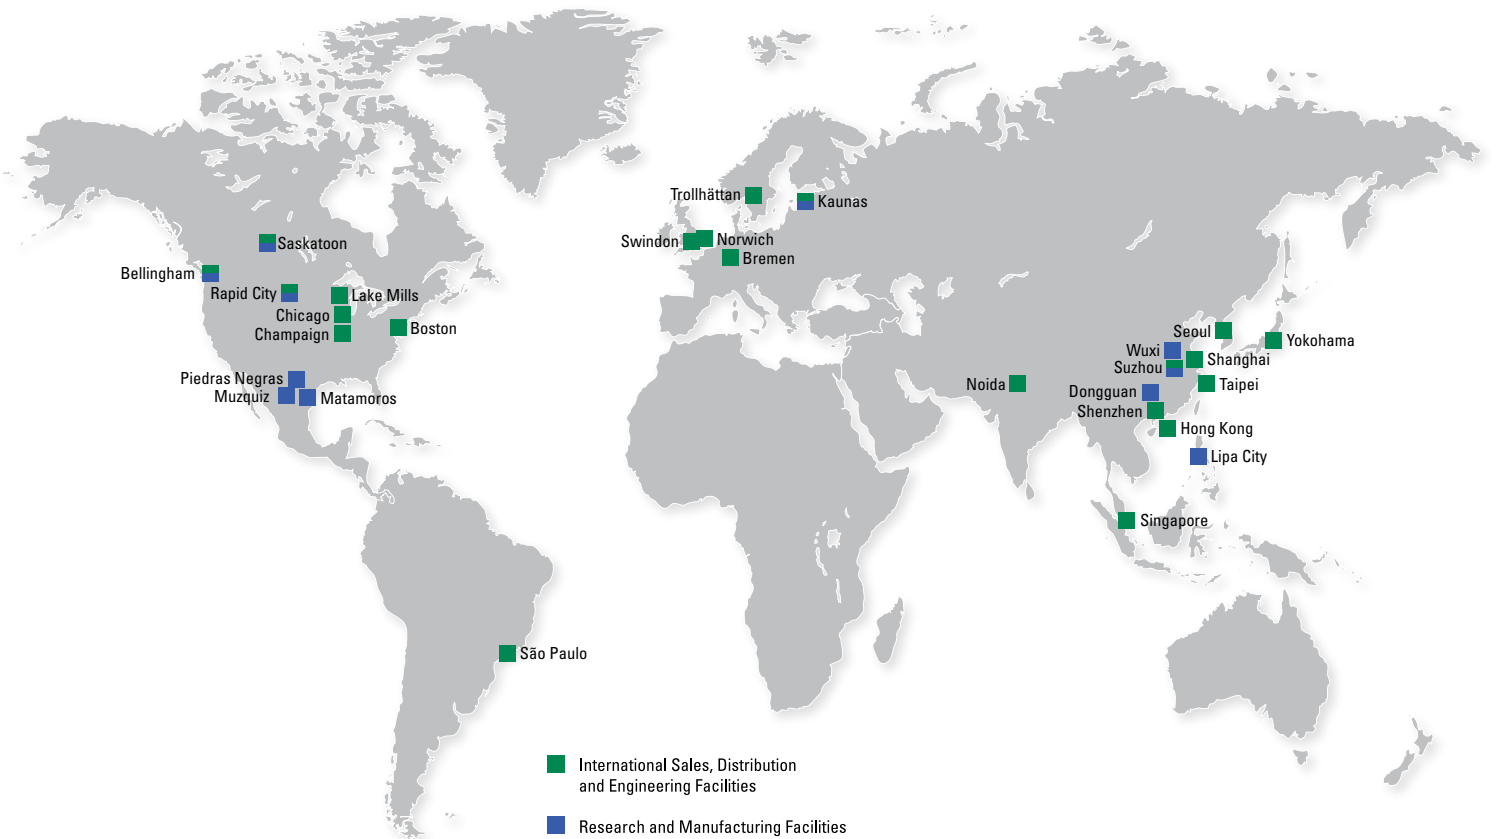 Trollhättan
Kaunas
Swindon
Norwich
Bremen
Saskatoon
Bellingham
Rapid City
Lake Mills
Chicago
Champaign
Boston
Piedras Negras
Muzquiz
Matamoros
Seoul
Yokohama
Wuxi
Shanghai
Suzhou
Noida
Taipei
Dongguan
Shenzhen
Hong Kong
Lipa City
Singapore
São Paulo
International Sales, Distribution
and Engineering Facilities
Research and Manufacturing Facilities